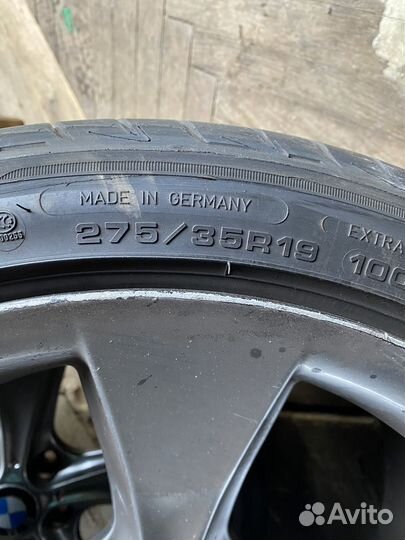 MADE IN GERMANY
EXTRA
275/35R19
100
Avito